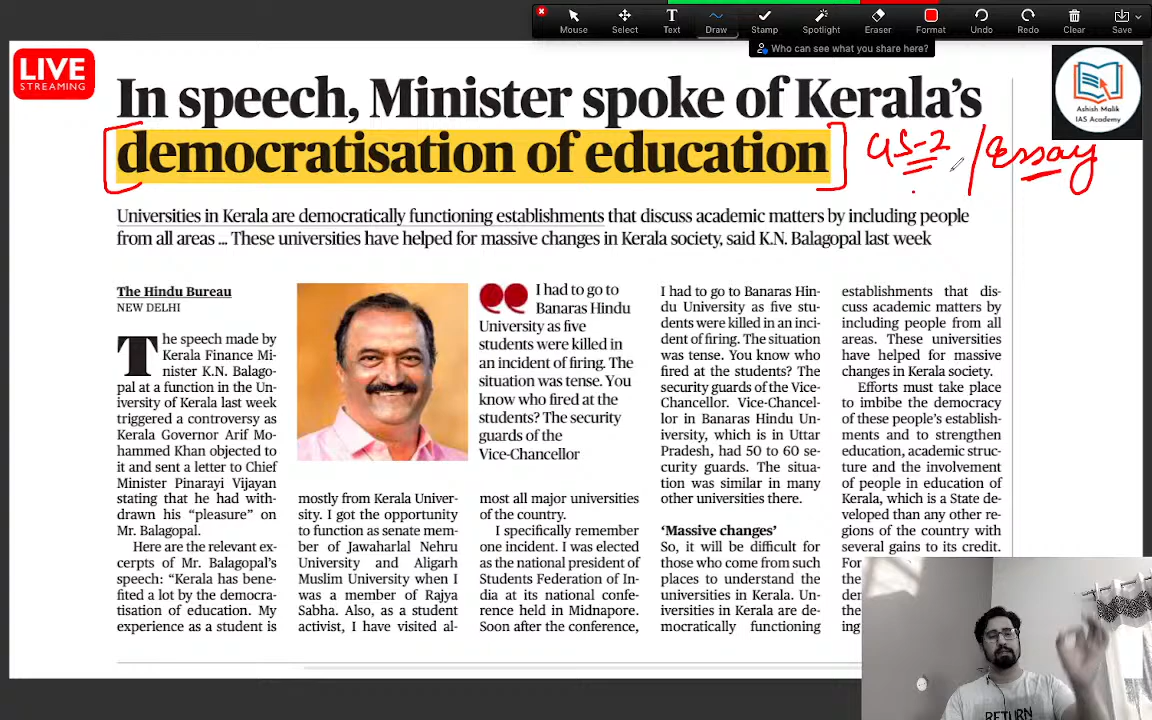 Mouse
Select
Text
Draw
Stamp
Spotlight
Eraser
Format
Undo
Redo
Clear
Save
Who can see what you share here?
LIVE
STREAMING
Ashish Malik
IAS Academy
In speech, Minister spoke of Kerala's
democratisation of education
GS-2 / Essay
Universities in Kerala are democratically functioning establishments that discuss academic matters by including people
from all areas ... These universities have helped for massive changes in Kerala society, said K.N. Balagopal last week
The Hindu Bureau
NEW DELHI
The speech made by
Kerala Finance Mi-
nister K.N. Balago-
pal at a function in the Un-
iversity of Kerala last week
triggered a controversy as
Kerala Governor Arif Mo-
hammed Khan objected to
it and sent a letter to Chief
Minister Pinarayi Vijayan
stating that he had with-
drawn his "pleasure" on
Mr. Balagopal.
Here are the relevant ex-
cerpts of Mr. Balagopal's
speech: "Kerala has bene-
fited a lot by the democra-
tisation of education. My
experience as a student is
mostly from Kerala Univer-
sity. I got the opportunity
to function as senate mem-
ber of Jawaharlal Nehru
University and Aligarh
Muslim University when I
was a member of Rajya
Sabha. Also, as a student
activist, I have visited al-
I had to go to
Banaras Hindu
University as five
students were killed in
an incident of firing. The
situation was tense. You
know who fired at the
students? The security
guards of the
Vice-Chancellor
most all major universities
of the country.
I specifically remember
one incident. I was elected
as the national president of
Students Federation of In-
dia at its national confe-
rence held in Midnapore.
Soon after the conference,
I had to go to Banaras Hin-
du University as five stu-
dents were killed in an inci-
dent of firing. The situation
was tense. You know who
fired at the students? The
security guards of the Vice-
Chancellor. Vice-Chancel-
lor in Banaras Hindu Un-
iversity, which is in Uttar
Pradesh, had 50 to 60 se-
curity guards. The situa-
tion was similar in many
other universities there.
'Massive changes'
So, it will be difficult for
those who come from such
places to understand the
universities in Kerala. Un-
iversities in Kerala are de-
mocratically functioning
establishments that dis-
cuss academic matters by
including people from all
areas. These universities
have helped for massive
changes in Kerala society.
Efforts must take place
to imbibe the democracy
of these people's establish-
ments and to strengthen
education, academic struc-
ture and the involvement
of people in education of
Kerala, which is a State de-
veloped than any other re-
gions of the country with
several gains to its credit.
For
the
den
the
ing
RETURN